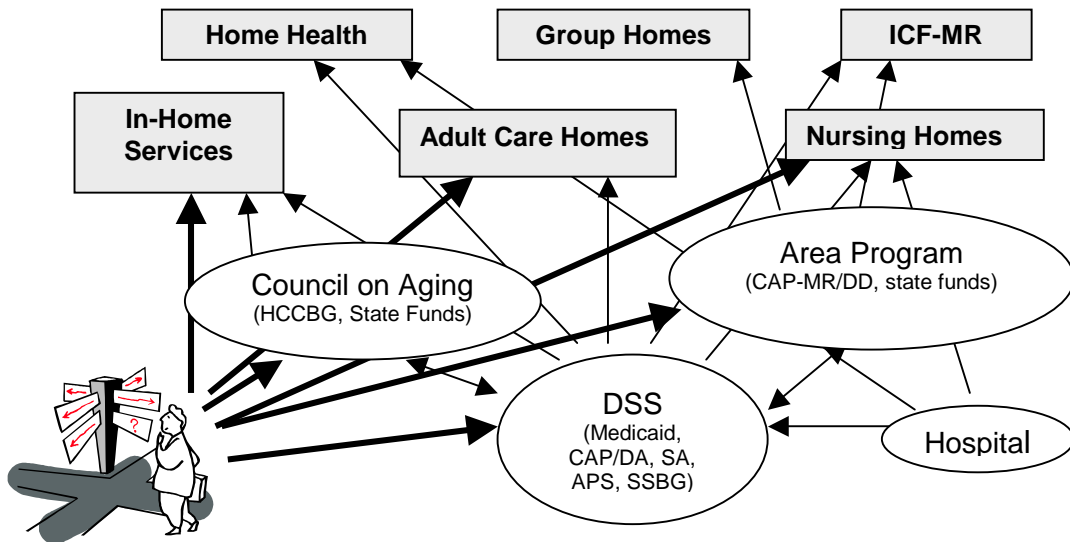 Home Health
Group Homes
ICF-MR
In-Home
Services
Adult Care Homes
Nursing Homes
Area Program
(CAP-MR/DD, state funds)
Council on Aging
(HCCBG, State Funds)
DSS
(Medicaid,
CAP/DA, SA,
APS, SSBG)
Hospital
?